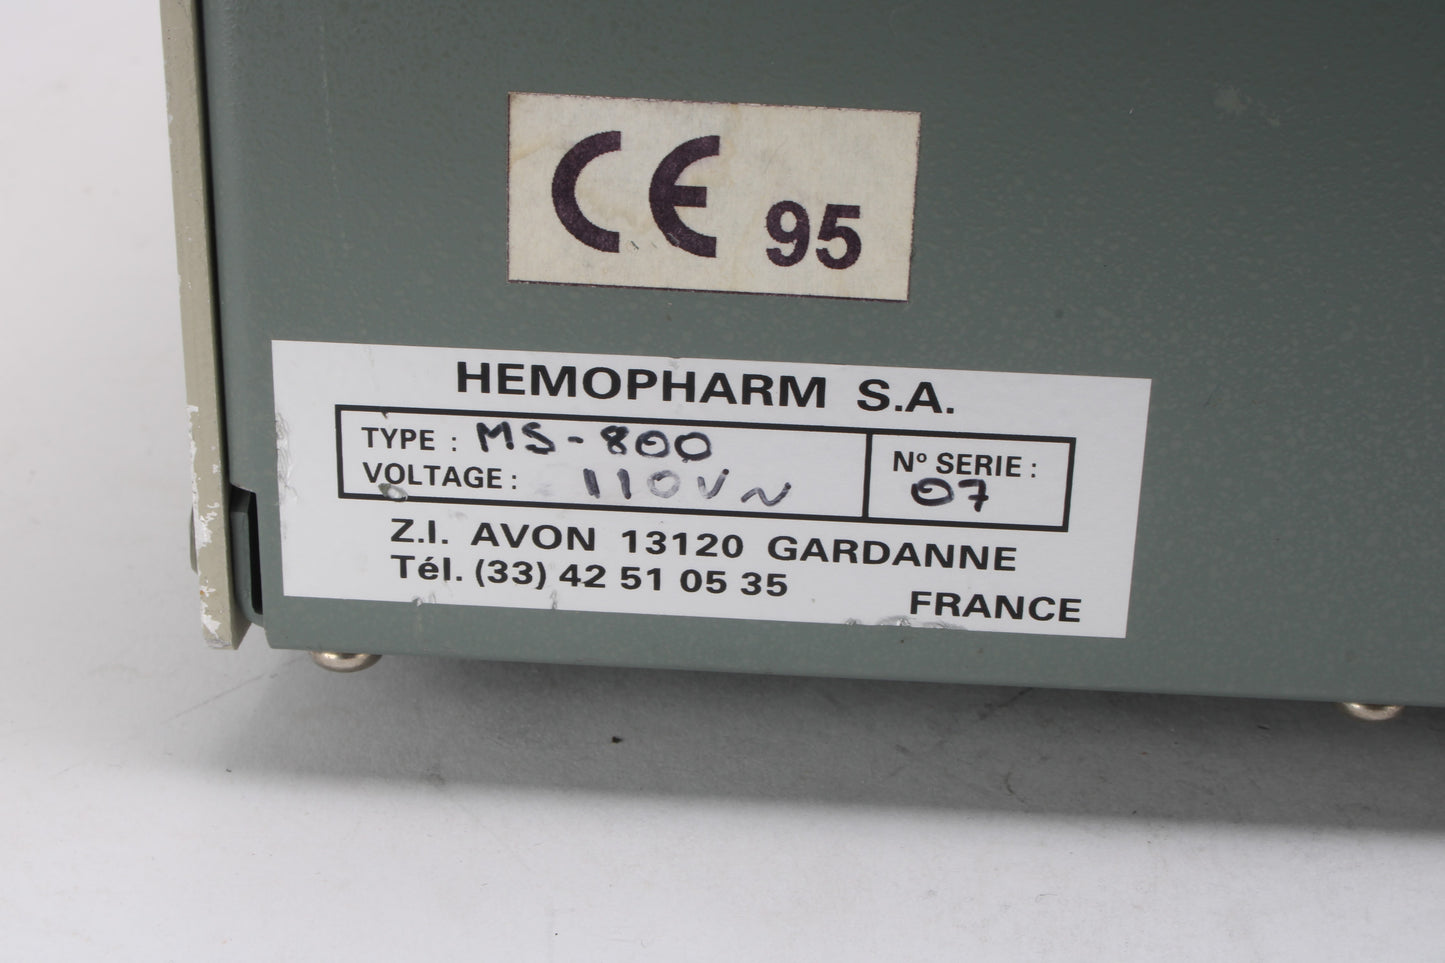 CE 95
HEMOPHARM S.A.
TYPE : MS-800
VOLTAGE : 110V~
Nº SERIE :
07
Z.I. AVON 13120 GARDANNE
Tél. (33) 42 51 05 35
FRANCE